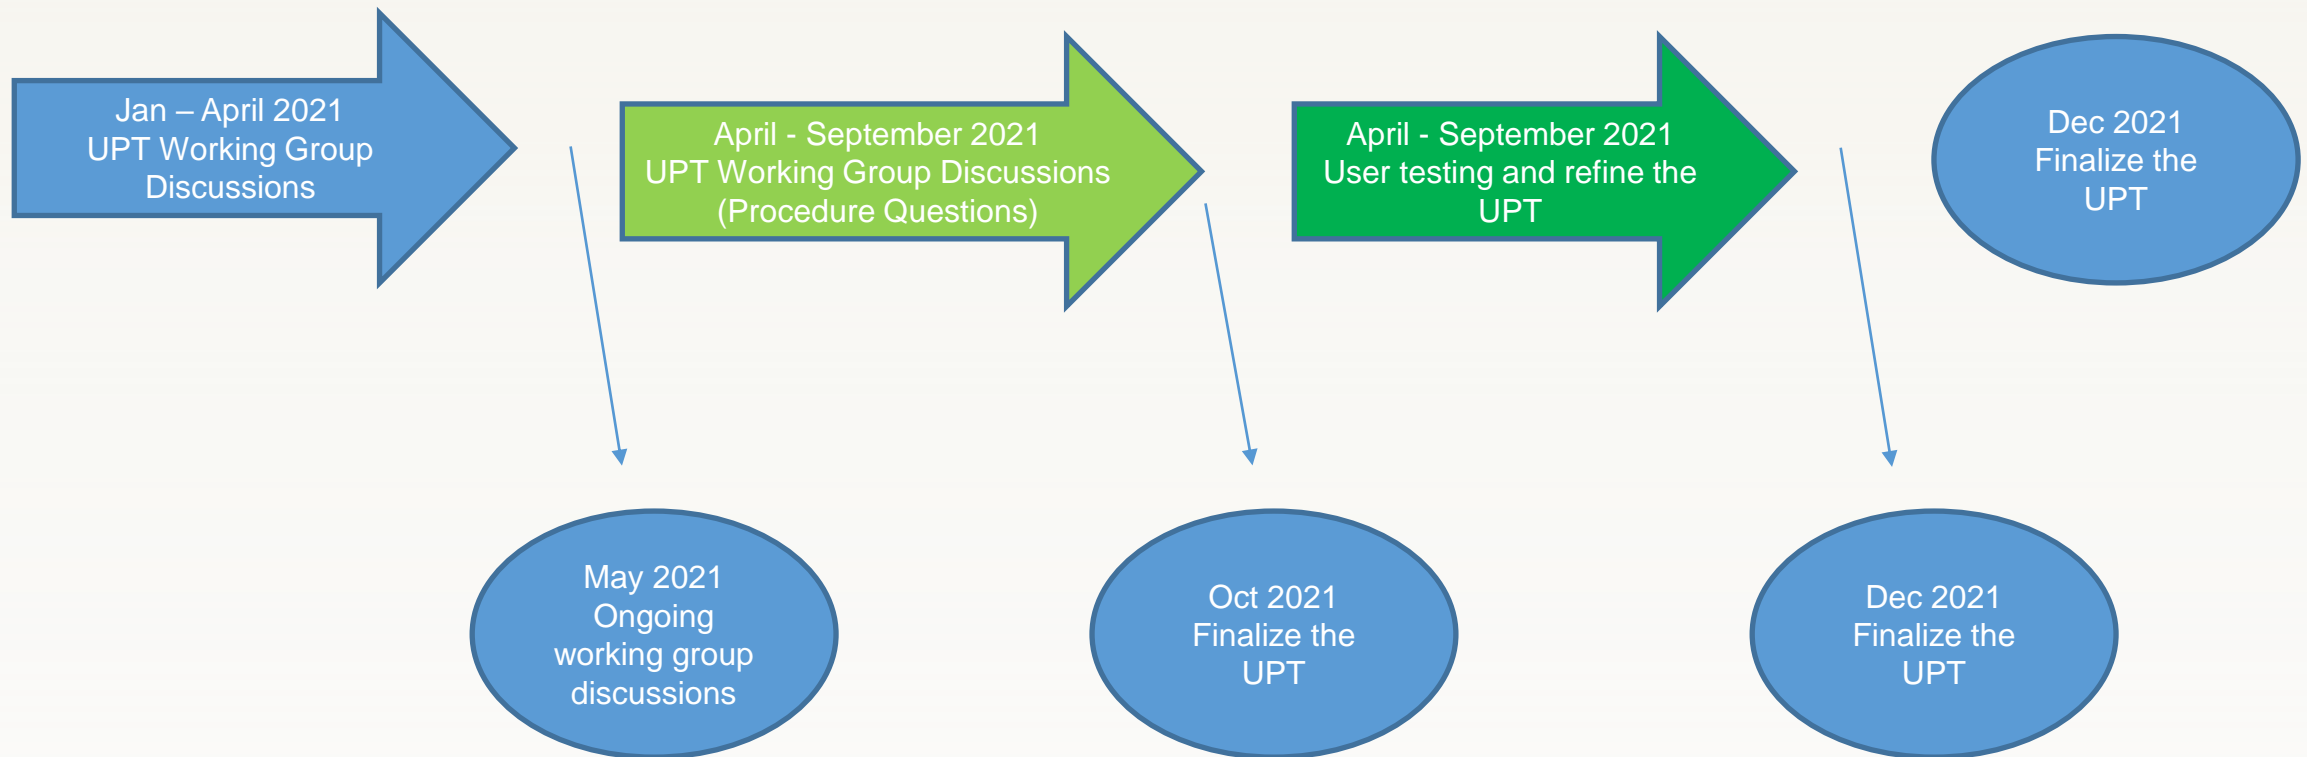 Jan – April 2021
UPT Working Group
Discussions
April - September 2021
UPT Working Group Discussions
(Procedure Questions)
April - September 2021
User testing and refine the
UPT
Dec 2021
Finalize the
UPT
May 2021
Ongoing
working group
discussions
Oct 2021
Finalize the
UPT
Dec 2021
Finalize the
UPT